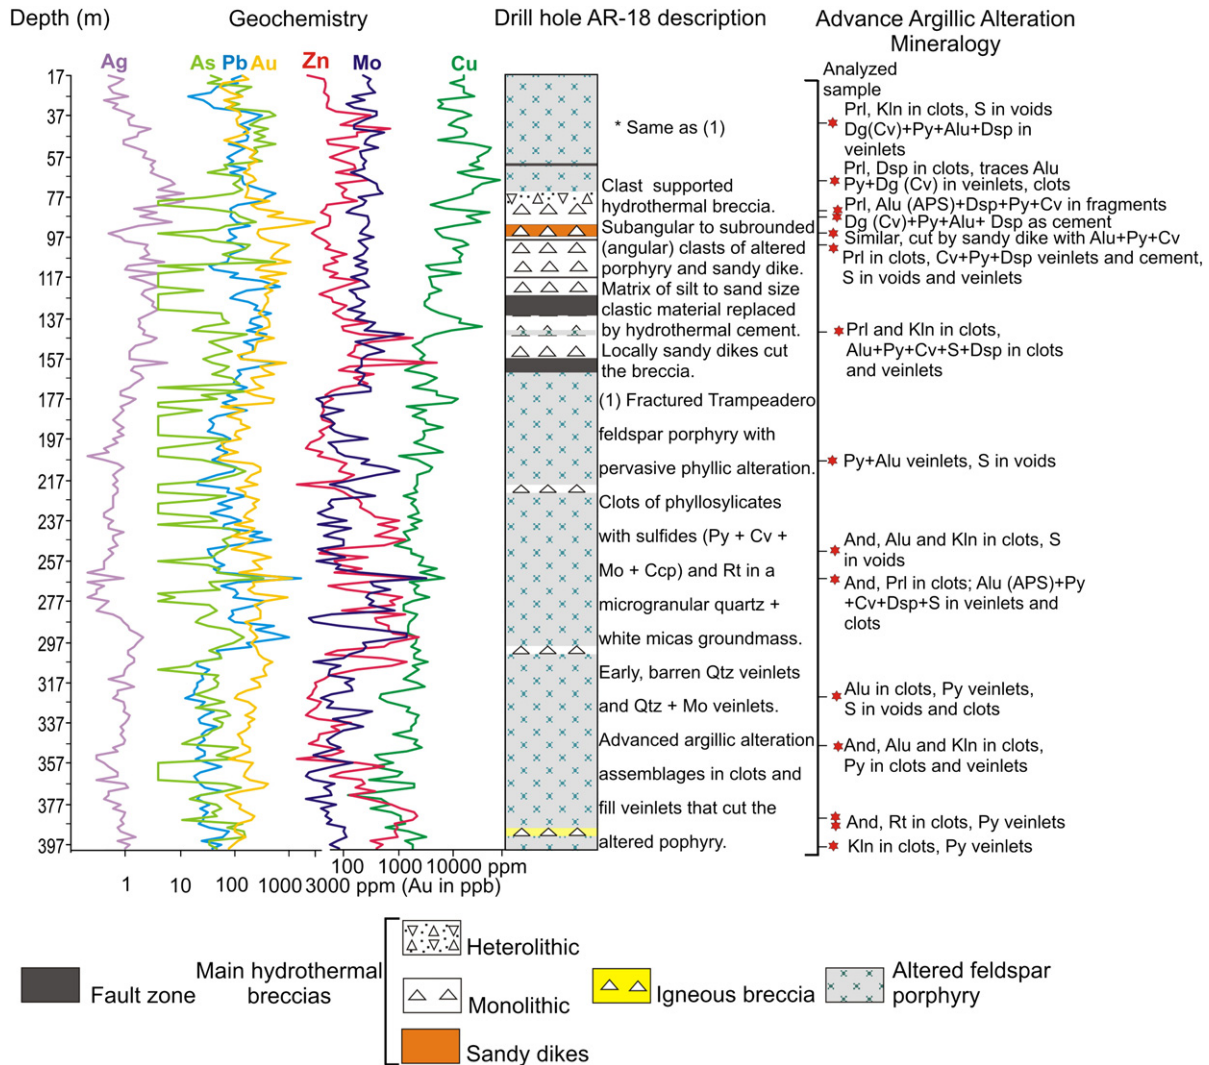 Depth (m)
Geochemistry
Drill hole AR-18 description
Advance Argillic Alteration
Mineralogy
Ag
As
Pb
Au
Zn
Mo
Cu
17
37
57
77
97
117
137
157
177
197
217
237
257
277
297
317
337
357
377
397
1
10
100
1000
3000 ppm (Au in ppb)
100
1000
10000 ppm
* Same as (1)
Clast supported
hydrothermal breccia.
Subangular to subrounded
(angular) clasts of altered
porphyry and sandy dike.
Matrix of silt to sand size
clastic material replaced
by hydrothermal cement.
Locally sandy dikes cut
the breccia.
(1) Fractured Trampeadero
feldspar porphyry with
pervasive phyllic alteration.
Clots of phyllosylicates
with sulfides (Py + Cv +
Mo + Ccp) and Rt in a
microgranular quartz +
white micas groundmass.
Early, barren Qtz veinlets
and Qtz + Mo veinlets.
Advanced argillic alteration
assemblages in clots and
fill veinlets that cut the
altered pophyry.
Analyzed
sample
Prl, Kln in clots, S in voids
Dg(Cv)+Py+Alu+Dsp in
veinlets
Prl, Dsp in clots, traces Alu
Py+Dg (Cv) in veinlets, clots
Prl, Alu (APS)+Dsp+Py+Cv in fragments
Dg (Cv)+Py+Alu+ Dsp as cement
Similar, cut by sandy dike with Alu+Py+Cv
Prl in clots, Cv+Py+Dsp veinlets and cement,
S in voids and veinlets
Prl and Kln in clots,
Alu+Py+Cv+S+Dsp in clots
and veinlets
Py+Alu veinlets, S in voids
And, Alu and Kln in clots, S
in voids
And, Prl in clots; Alu (APS)+Py
+Cv+Dsp+S in veinlets and
clots
Alu in clots, Py veinlets,
S in voids and clots
And, Alu and Kln in clots,
Py in clots and veinlets
And, Rt in clots, Py veinlets
Kln in clots, Py veinlets
Fault zone
Main hydrothermal
breccias
Heterolithic
Monolithic
Sandy dikes
Igneous breccia
Altered feldspar
porphyry